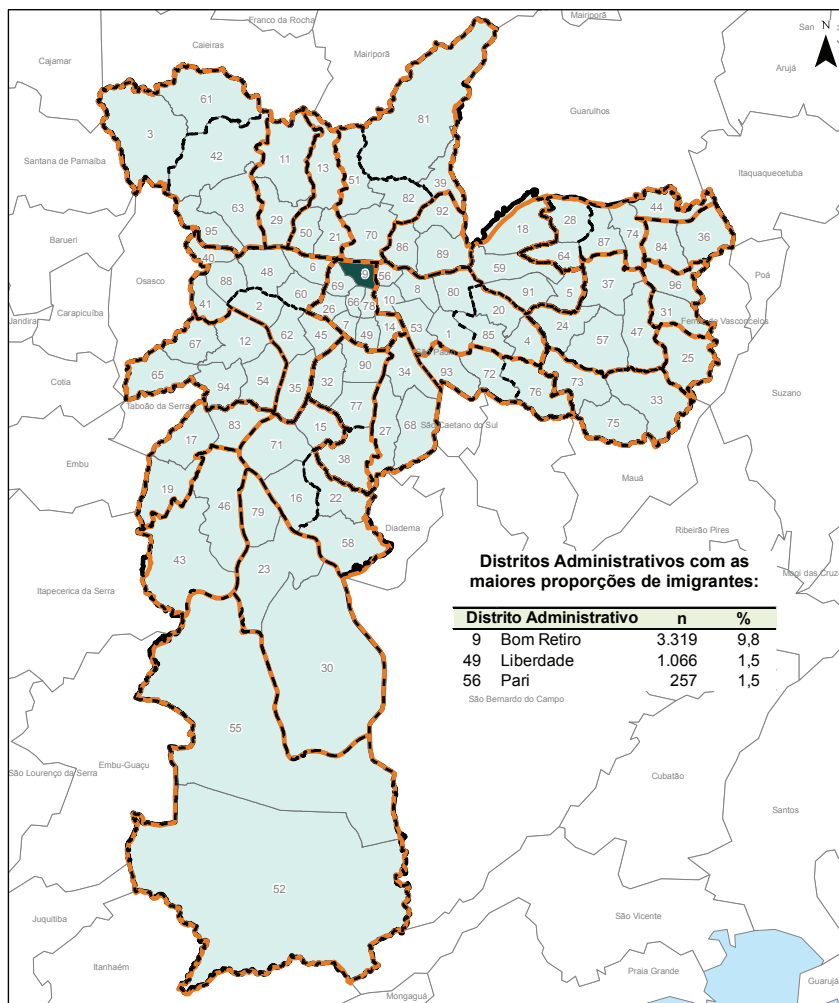 Franco da Rocha
Mairiporã
San
N
Cajamar
Caieiras
Mairiporã
Arujá
61
81
Guarulhos
3
42
11
13
51
Santana de Parnaíba
39
Itaquaquecetuba
82
63
29
50
21
70
92
86
89
18
28
44
95
87
74
84
36
Barueri
40
Osasco
88
48
6
9
56
59
64
Poá
41
2
60
69
66
78
10
8
80
91
5
37
96
26
7
49
14
53
1
20
24
57
47
31
Ferraz de Vasconcelos
Jandira
Carapicuíba
67
12
62
45
85
4
25
65
94
54
35
32
90
34
93
72
76
73
Cotia
Taboão da Serra
77
São Caetano do Sul
33
Suzano
17
83
71
15
27
68
75
Embu
38
Mauá
19
46
79
16
22
Diadema
58
Ribeirão Pires
43
23
Itapecerica da Serra
Distritos Administrativos com as
maiores proporções de imigrantes:
Distrito Administrativo n %
9 Bom Retiro 3.319 9,8
49 Liberdade 1.066 1,5
56 Pari 257 1,5
30
São Bernardo do Campo
55
Embu-Guaçu
São Lourenço da Serra
Cubatão
Santos
52
Juquitiba
São Vicente
Itanhaém
Praia Grande
Mongaguá
Guarujá